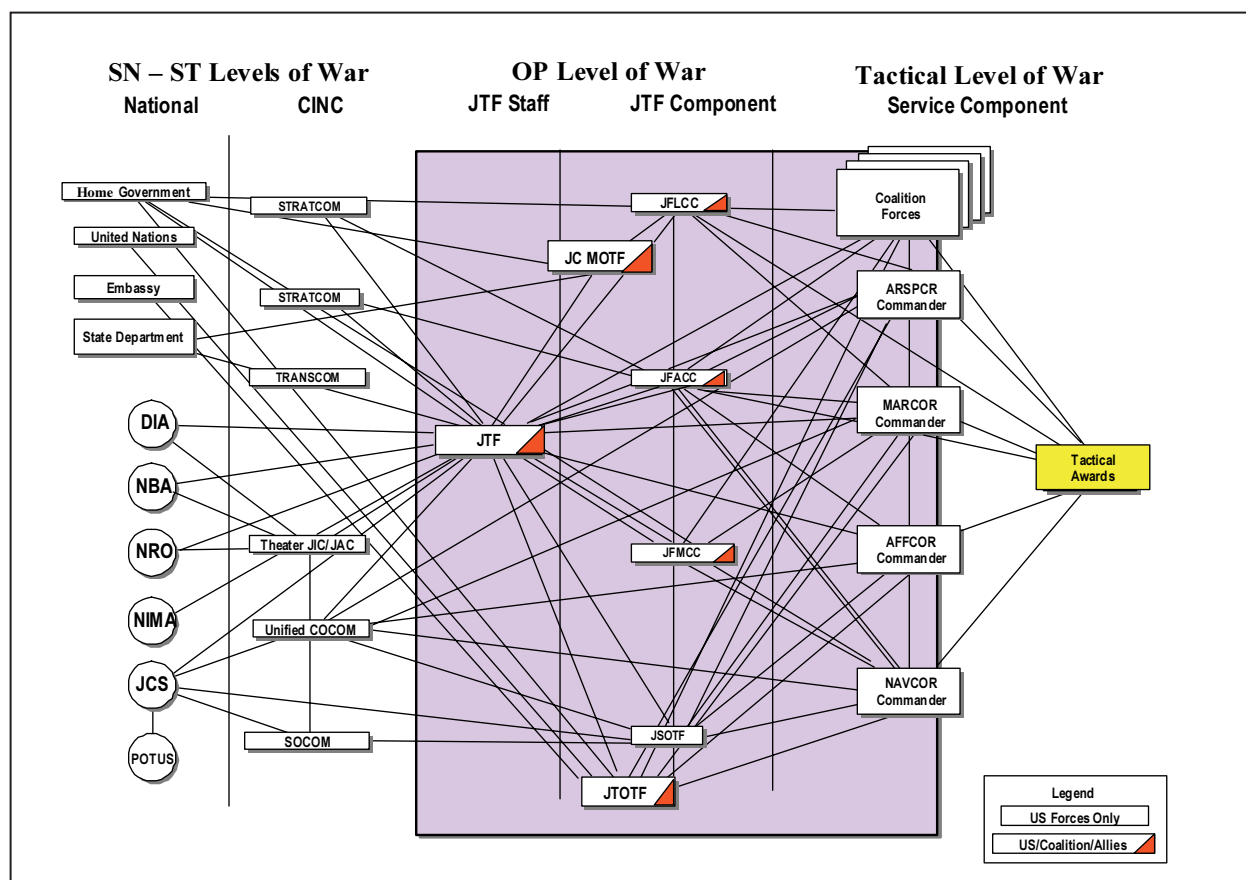 SN – ST Levels of War
OP Level of War
Tactical Level of War
National
CINC
JTF Staff
JTF Component
Service Component
Home Government
United Nations
Embassy
State Department
DIA
NBA
NRO
NIMA
JCS
POTUS
STRATCOM
STRATCOM
TRANSCOM
Theater JIC/JAC
Unified COCOM
SOCOM
JC MOTF
JTF
JFLCC
JFACC
JFMCC
JSOTF
JTOTF
Coalition
Forces
ARSPCR
Commander
MARCOR
Commander
AFFCOR
Commander
NAVCOR
Commander
Tactical
Awards
Legend
US Forces Only
US/Coalition/Allies